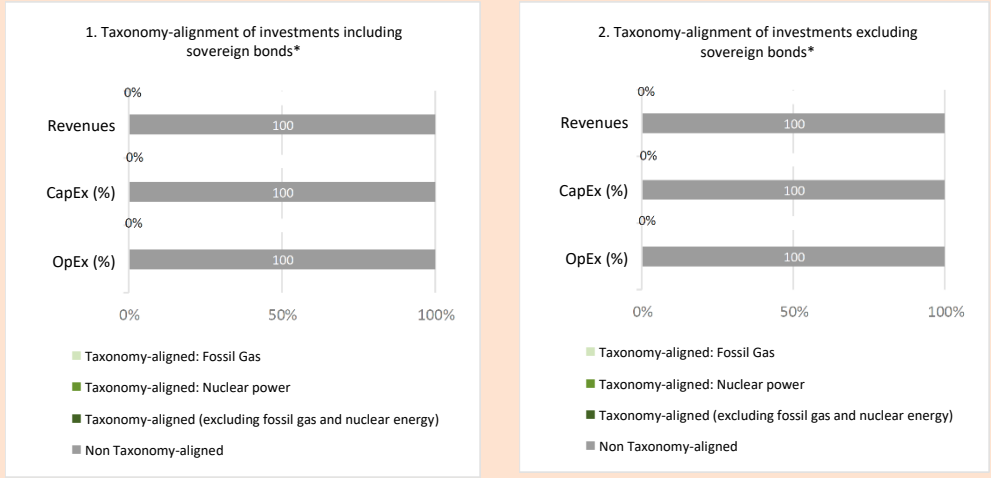 1. Taxonomy-alignment of investments including
sovereign bonds*
0%
Revenues
100
0%
CapEx (%)
100
0%
OpEx (%)
100
0%
50%
100%
Taxonomy-aligned: Fossil Gas
Taxonomy-aligned: Nuclear power
Taxonomy-aligned (excluding fossil gas and nuclear energy)
Non Taxonomy-aligned
2. Taxonomy-alignment of investments excluding
sovereign bonds*
0%
Revenues
100
0%
CapEx (%)
100
0%
OpEx (%)
100
0%
50%
100%
Taxonomy-aligned: Fossil Gas
Taxonomy-aligned: Nuclear power
Taxonomy-aligned (excluding fossil gas and nuclear energy)
Non Taxonomy-aligned